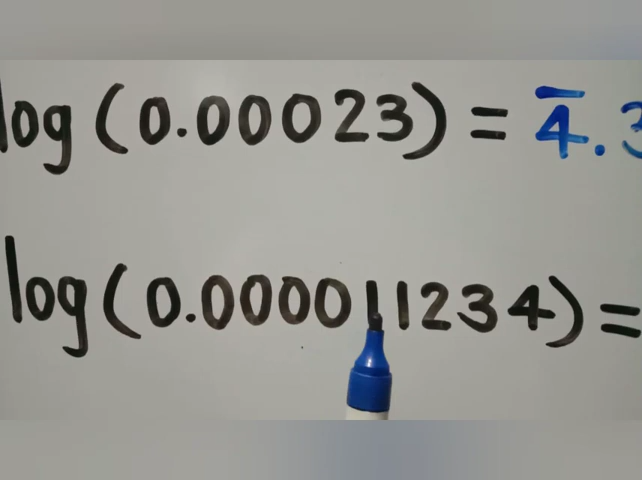 log(0.00023) = 4̅.3
log(0.000011234) =